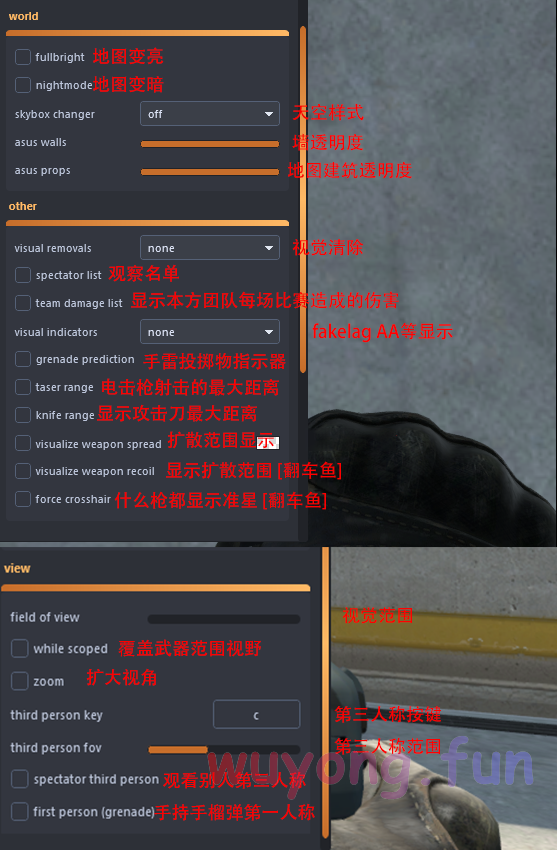 world
fullbright 地图变亮
nightmode地图变暗
skybox changer off 天空样式
asus walls 墙透明度
asus props 地图建筑透明度
other
visual removals none 视觉清除
spectator list 观察名单
team damage list 显示本方团队每场比赛造成的伤害
visual indicators none fakelag AA等显示
grenade prediction 手雷投掷物指示器
taser range 电击枪射击的最大距离
knife range 显示攻击刀最大距离
visualize weapon spread 扩散范围显示
visualize weapon recoil 显示扩散范围 [翻车鱼]
force crosshair 什么枪都显示准星 [翻车鱼]
view
field of view 视觉范围
while scoped 覆盖武器范围视野
zoom 扩大视角
third person key c 第三人称按键
third person fov 第三人称范围
wuyong.fun
spectator third person 观看别人第三人称
first person (grenade)手持手榴弹第一人称